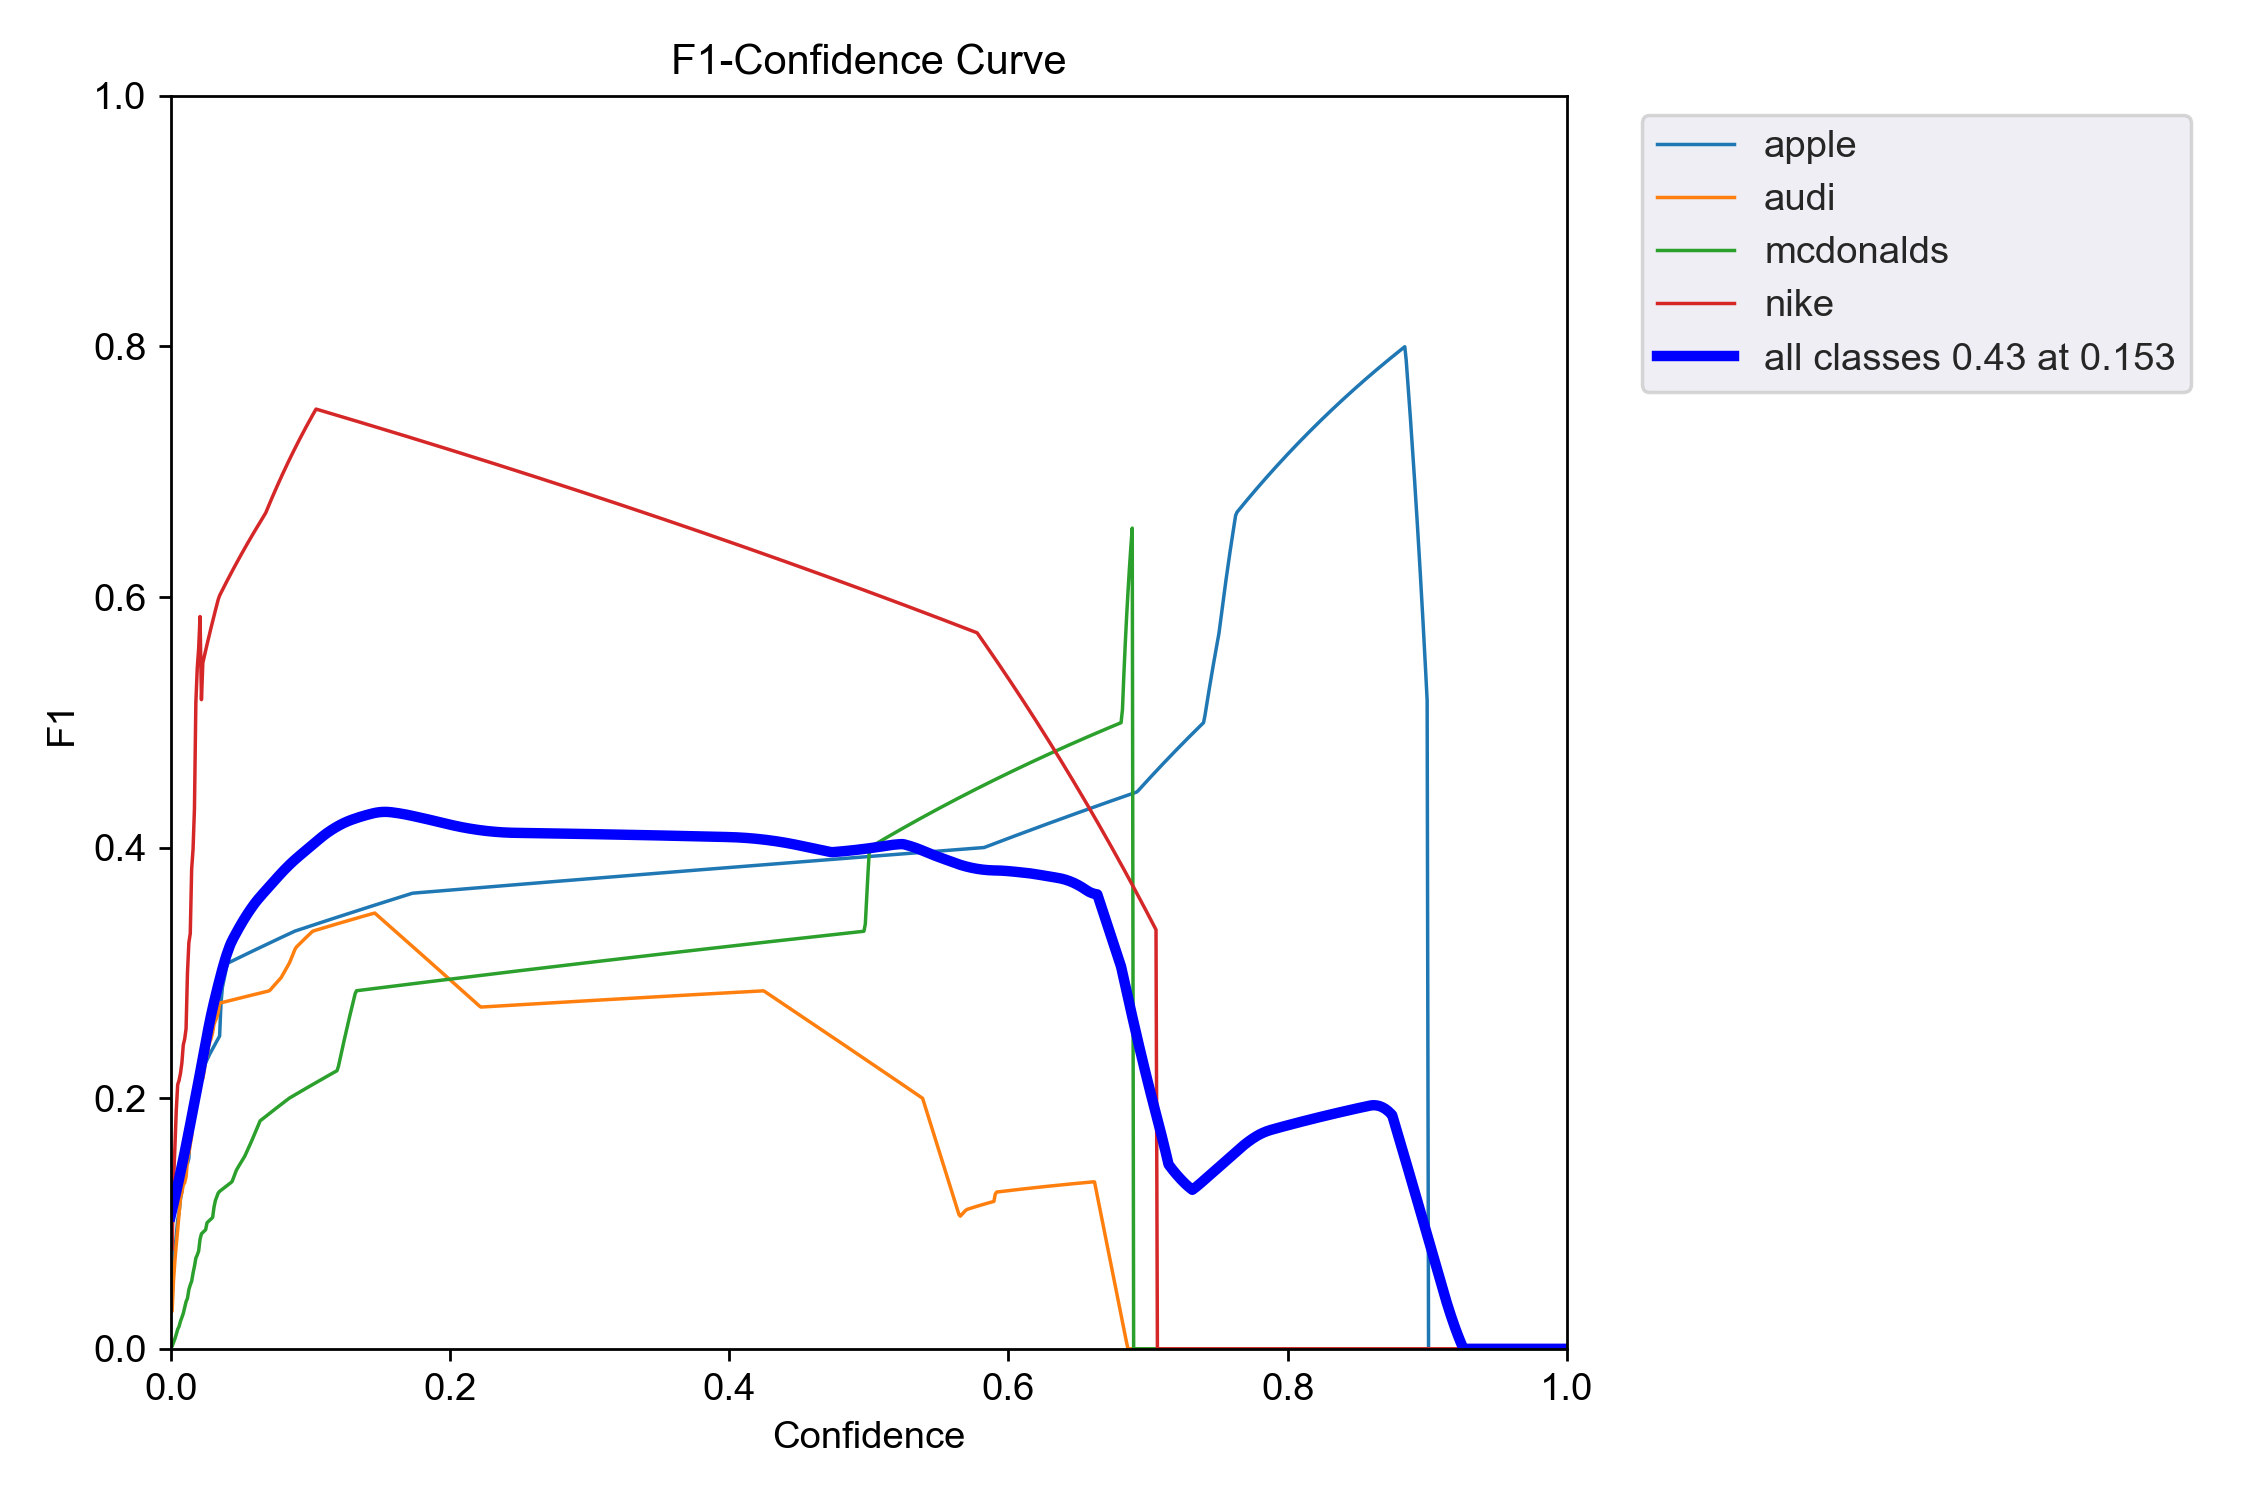 F1-Confidence Curve
1.0
0.8
0.6
0.4
0.2
0.0
F1
0.0 0.2 0.4 0.6 0.8 1.0
Confidence
apple
audi
mcdonalds
nike
all classes 0.43 at 0.153